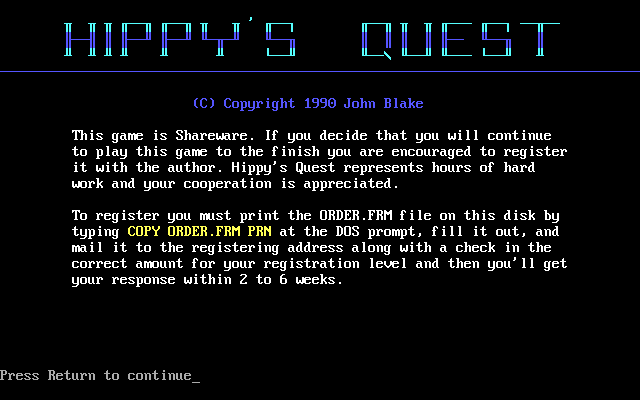 HIPPY'S QUEST
(C) Copyright 1990 John Blake
This game is Shareware. If you decide that you will continue
to play this game to the finish you are encouraged to register
it with the author. Hippy's Quest represents hours of hard
work and your cooperation is appreciated.
To register you must print the ORDER.FRM file on this disk by
typing COPY ORDER.FRM PRN at the DOS prompt, fill it out, and
mail it to the registering address along with a check in the
correct amount for your registration level and then you'll get
your response within 2 to 6 weeks.
Press Return to continue_